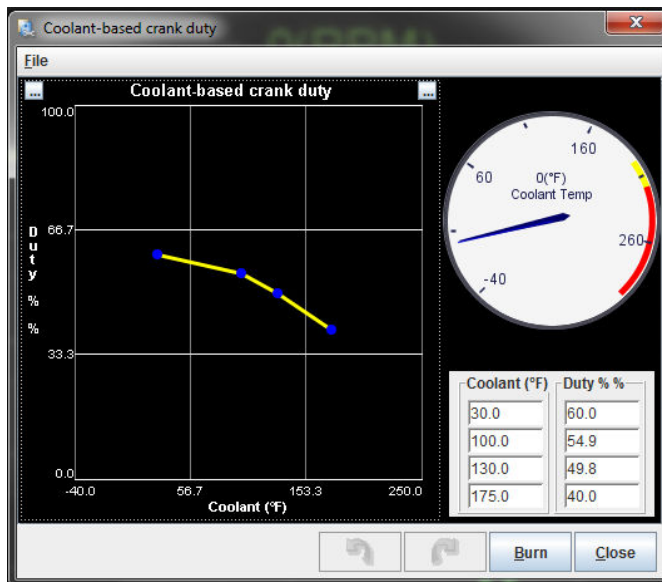 Coolant-based crank duty
File
...
Coolant-based crank duty
...
100.0
66.7
33.3
0.0
Duty % %
-40.0
56.7
153.3
250.0
Coolant (°F)
160
60
0(°F)
Coolant Temp
260
-40
Coolant (°F) Duty % %
30.0 60.0
100.0 54.9
130.0 49.8
175.0 40.0
Burn
Close